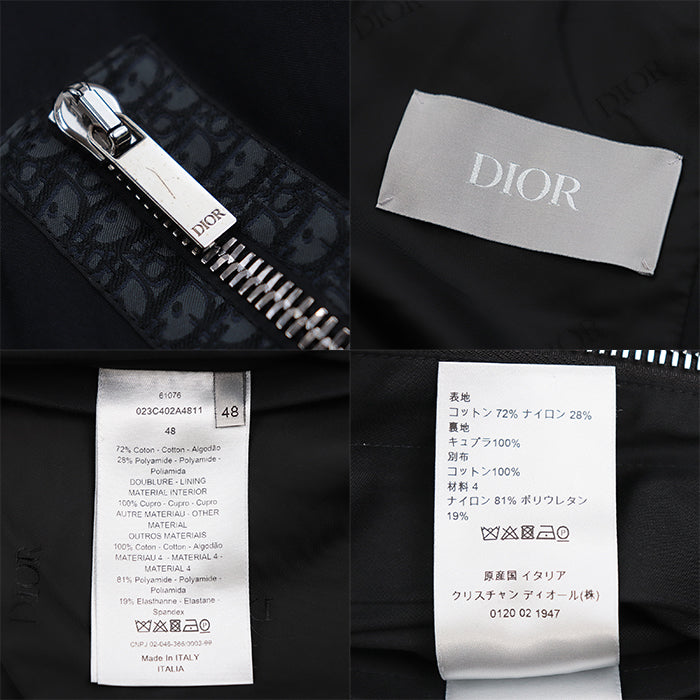 DIOR
DIOR
DIOR
DIOR
61076
023C402A4811
48
48
72% Coton - Cotton - Algodão
28% Polyamide - Polyamide -
Poliamida
DOUBLURE - LINING
MATERIAL INTERIOR
100% Cupro - Cupro - Cupro
AUTRE MATERIAU - OTHER
MATERIAL
OUTROS MATERIAIS
100% Coton - Cotton - Algodão
MATERIAU 4 - MATERIAL 4 -
MATERIAL 4
81% Polyamide - Polyamide -
Poliamida
19% Elasthanne - Elastane -
Spandex
Made in ITALY
ITALY
DIOR
表地
コットン 72% ナイロン 28%
裏地
キュプラ100%
別布
コットン100%
材料 4
ナイロン 81% ポリウレタン
19%
原産国 イタリア
クリスチャン ディオール(株)
0120 02 1947